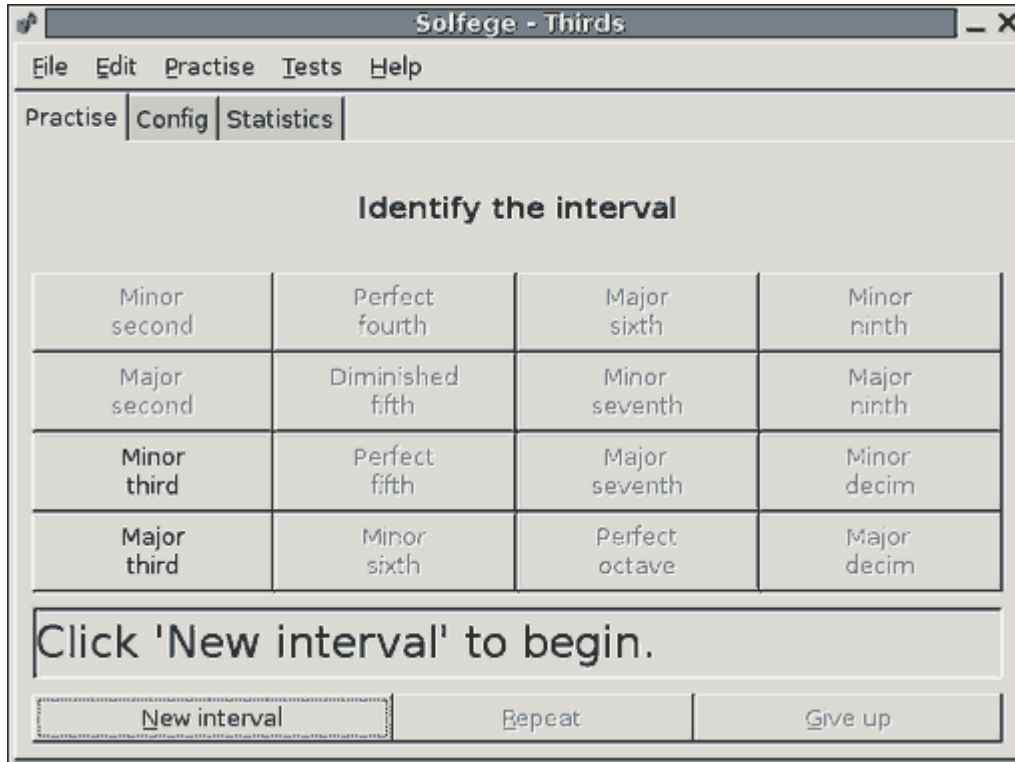 Solfege - Thirds
File Edit Practise Tests Help
Practise Config Statistics
Identify the interval
Minor second
Perfect fourth
Major sixth
Minor ninth
Major second
Diminished fifth
Minor seventh
Major ninth
Minor third
Perfect fifth
Major seventh
Minor decim
Major third
Minor sixth
Perfect octave
Major decim
Click 'New interval' to begin.
New interval Repeat Give up